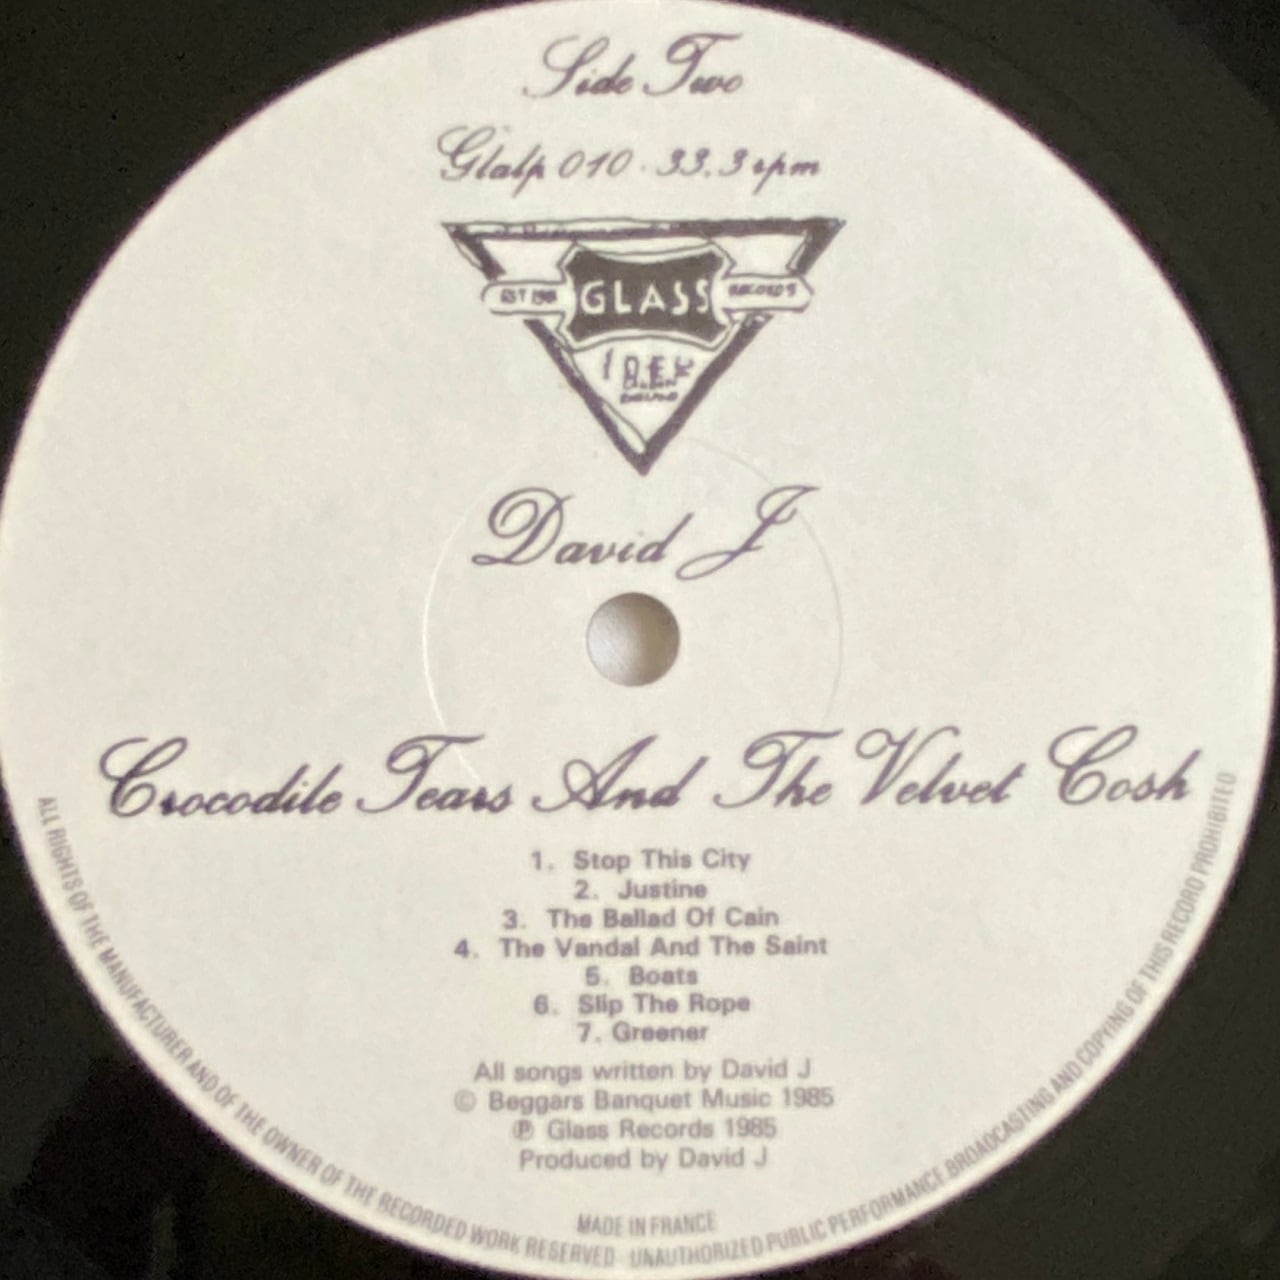 Side Two
Glalp 010 · 33.3 rpm
EST 1981 GLASS RECORDS
LONDON
ENGLAND
David J
Crocodile Tears And The Velvet Cosh
1. Stop This City
2. Justine
3. The Ballad Of Cain
4. The Vandal And The Saint
5. Boats
6. Slip The Rope
7. Greener
All songs written by David J
© Beggars Banquet Music 1985
℗ Glass Records 1985
Produced by David J
MADE IN FRANCE
ALL RIGHTS OF THE MANUFACTURER AND OF THE OWNER OF THE RECORDED WORK RESERVED · UNAUTHORIZED PUBLIC PERFORMANCE BROADCASTING AND COPYING OF THIS RECORD PROHIBITED